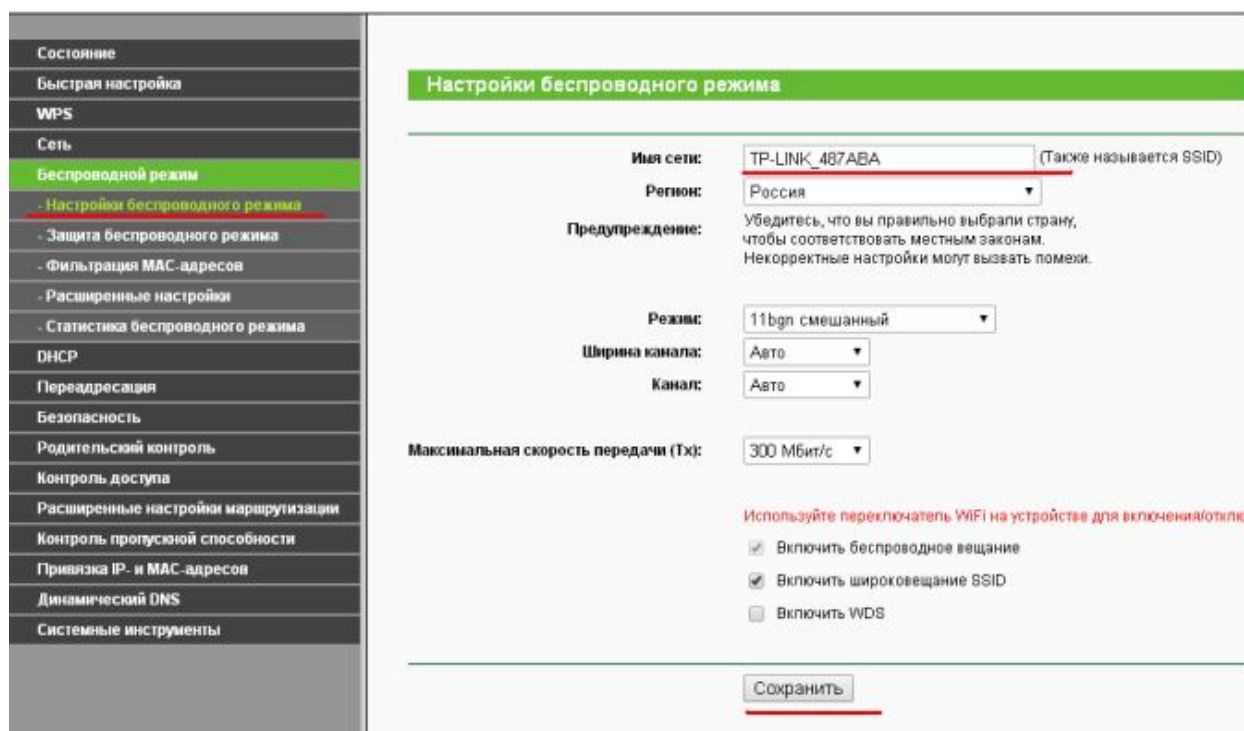 Состояние
Быстрая настройка
WPS
Сеть
Беспроводной режим
- Настройки беспроводного режима
- Защита беспроводного режима
- Фильтрация MAC-адресов
- Расширенные настройки
- Статистика беспроводного режима
DHCP
Переадресация
Безопасность
Родительский контроль
Контроль доступа
Расширенные настройки маршрутизации
Контроль пропускной способности
Привязка IP- и MAC-адресов
Динамический DNS
Системные инструменты
Настройки беспроводного режима
Имя сети: TP-LINK_487ABA (Также называется SSID)
Регион: Россия
Предупреждение: Убедитесь, что вы правильно выбрали страну,
чтобы соответствовать местным законам.
Некорректные настройки могут вызвать помехи.
Режим: 11bgn смешанный
Ширина канала: Авто
Канал: Авто
Максимальная скорость передачи (Tx): 300 Мбит/с
Используйте переключатель WiFi на устройстве для включения/отклю
Включить беспроводное вещание
Включить широковещание SSID
Включить WDS
Сохранить